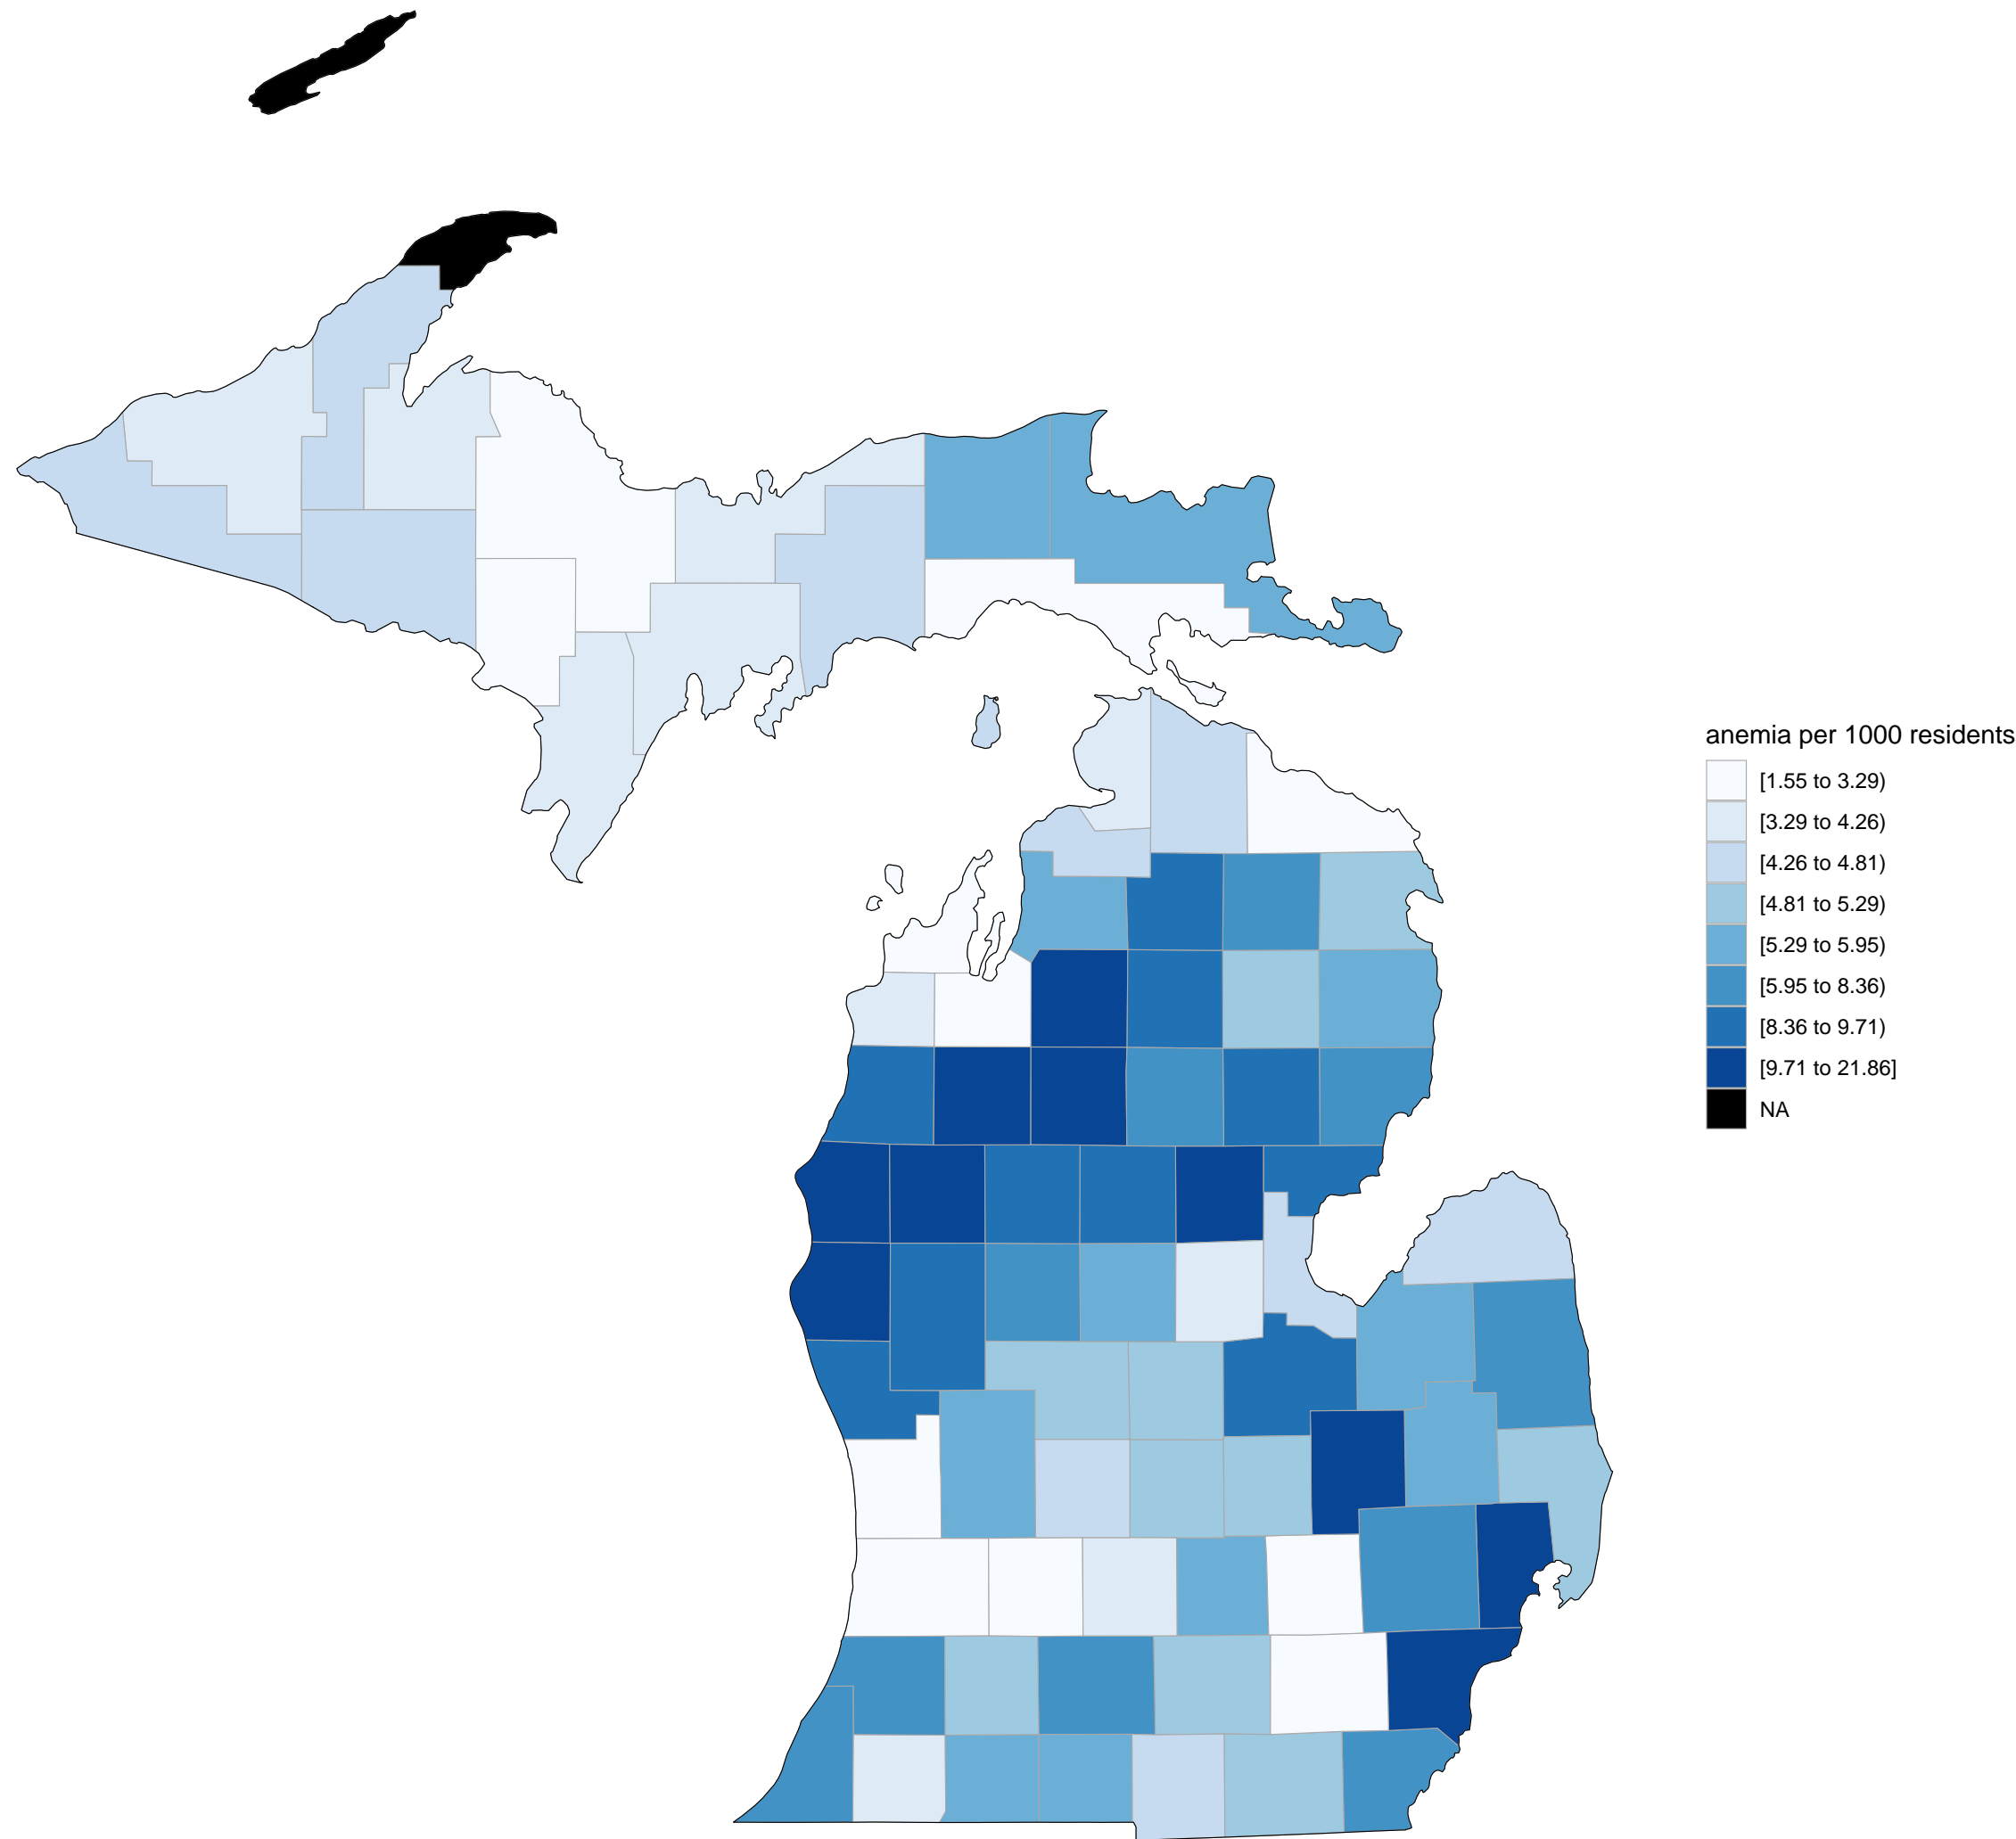 anemia per 1000 residents
[1.55 to 3.29)
[3.29 to 4.26)
[4.26 to 4.81)
[4.81 to 5.29)
[5.29 to 5.95)
[5.95 to 8.36)
[8.36 to 9.71)
[9.71 to 21.86]
NA